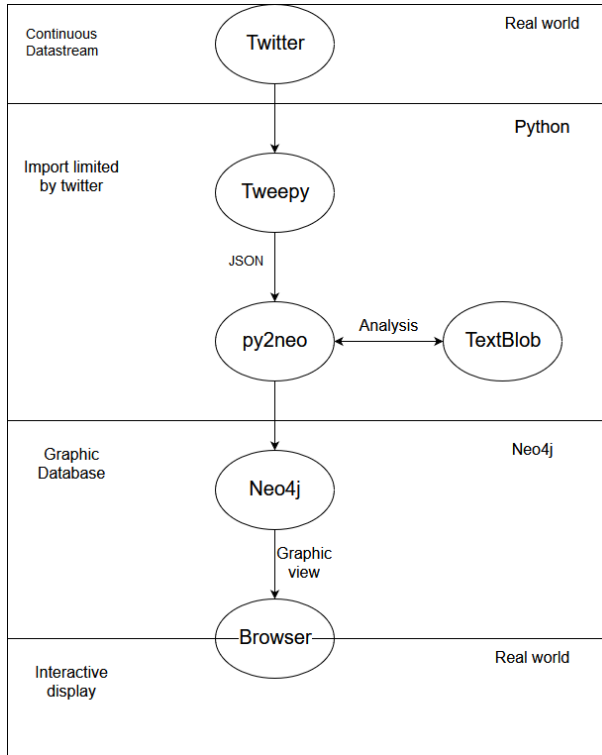 Real world
Continuous
Datastream
Twitter
Python
Import limited
by twitter
Tweepy
JSON
py2neo
Analysis
TextBlob
Neo4j
Graphic
Database
Neo4j
Graphic
view
Browser
Real world
Interactive
display